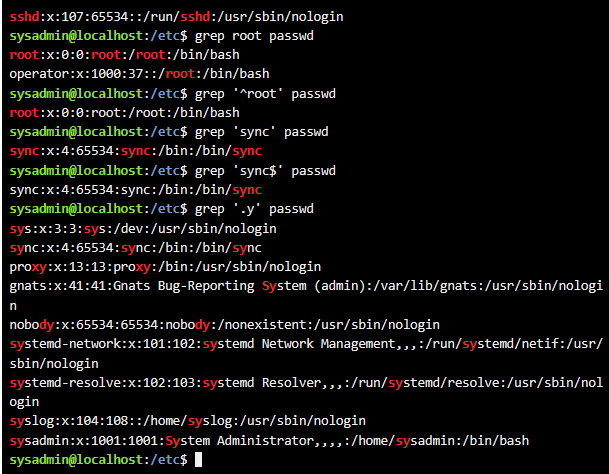 sshd:x:107:65534::/run/sshd:/usr/sbin/nologin
sysadmin@localhost:/etc$ grep root passwd
root:x:0:0:root:/root:/bin/bash
operator:x:1000:37::/root:/bin/bash
sysadmin@localhost:/etc$ grep '^root' passwd
root:x:0:0:root:/root:/bin/bash
sysadmin@localhost:/etc$ grep 'sync' passwd
sync:x:4:65534:sync:/bin:/bin/sync
sysadmin@localhost:/etc$ grep 'sync$' passwd
sync:x:4:65534:sync:/bin:/bin/sync
sysadmin@localhost:/etc$ grep '.y' passwd
sys:x:3:3:sys:/dev:/usr/sbin/nologin
sync:x:4:65534:sync:/bin:/bin/sync
proxy:x:13:13:proxy:/bin:/usr/sbin/nologin
gnats:x:41:41:Gnats Bug-Reporting System (admin):/var/lib/gnats:/usr/sbin/nologi
n
nobody:x:65534:65534:nobody:/nonexistent:/usr/sbin/nologin
systemd-network:x:101:102:systemd Network Management,,,:/run/systemd/netif:/usr/
sbin/nologin
systemd-resolve:x:102:103:systemd Resolver,,,:/run/systemd/resolve:/usr/sbin/nol
ogin
syslog:x:104:108::/home/syslog:/usr/sbin/nologin
sysadmin:x:1001:1001:System Administrator,,,,:/home/sysadmin:/bin/bash
sysadmin@localhost:/etc$